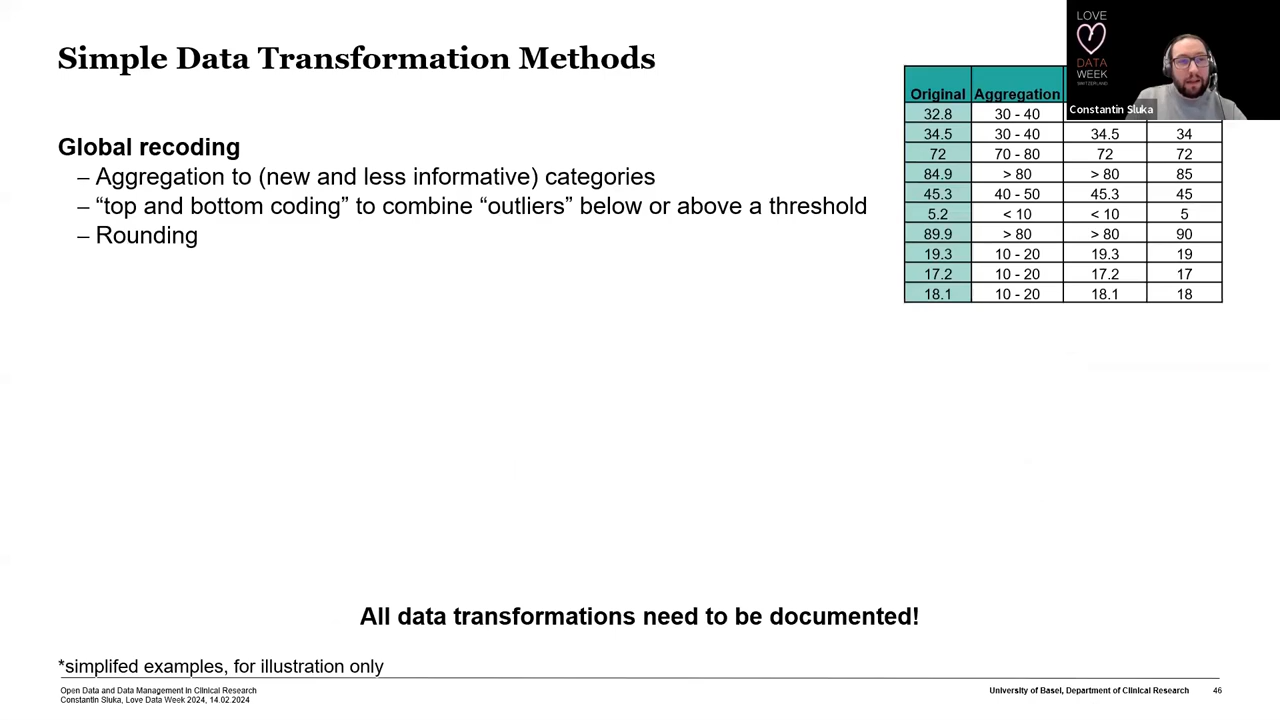 Simple Data Transformation Methods
LOVE
DATA
WEEK
SWITZERLAND
Constantin Sluka
Global recoding
– Aggregation to (new and less informative) categories
– “top and bottom coding” to combine “outliers” below or above a threshold
– Rounding
Original Aggregation
32.8 30 - 40
34.5 30 - 40 34.5 34
72 70 - 80 72 72
84.9 > 80 > 80 85
45.3 40 - 50 45.3 45
5.2 < 10 < 10 5
89.9 > 80 > 80 90
19.3 10 - 20 19.3 19
17.2 10 - 20 17.2 17
18.1 10 - 20 18.1 18
All data transformations need to be documented!
*simplifed examples, for illustration only
Open Data and Data Management in Clinical Research
Constantin Sluka, Love Data Week 2024, 14.02.2024
University of Basel, Department of Clinical Research 46